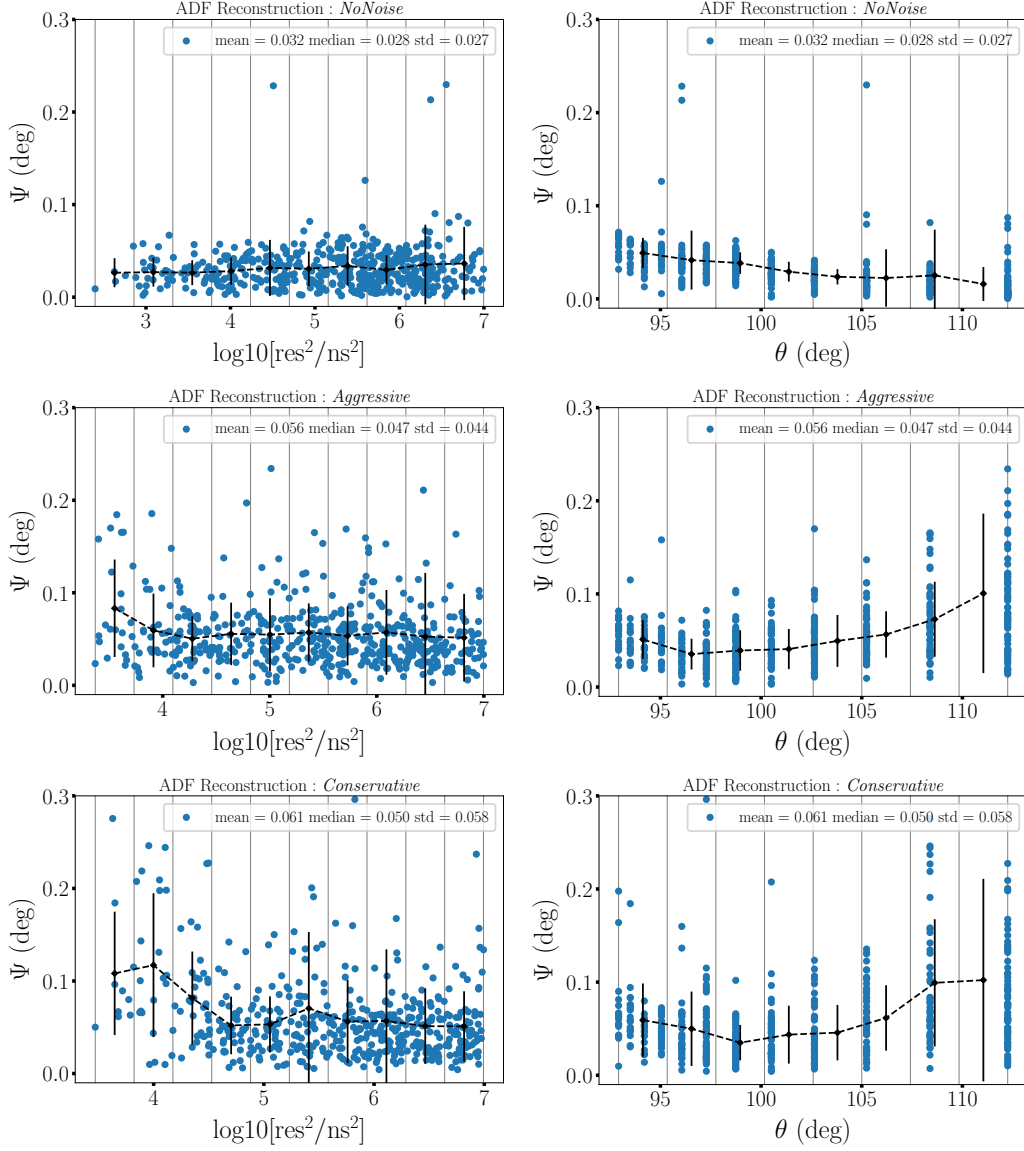 ADF Reconstruction : NoNoise
mean = 0.032 median = 0.028 std = 0.027
0.3
0.2
0.1
0.0
Ψ (deg)
3 4 5 6 7
log10[res²/ns²]
ADF Reconstruction : NoNoise
mean = 0.032 median = 0.028 std = 0.027
0.3
0.2
0.1
0.0
Ψ (deg)
95 100 105 110
θ (deg)
ADF Reconstruction : Aggressive
mean = 0.056 median = 0.047 std = 0.044
0.3
0.2
0.1
0.0
Ψ (deg)
4 5 6 7
log10[res²/ns²]
ADF Reconstruction : Aggressive
mean = 0.056 median = 0.047 std = 0.044
0.3
0.2
0.1
0.0
Ψ (deg)
95 100 105 110
θ (deg)
ADF Reconstruction : Conservative
mean = 0.061 median = 0.050 std = 0.058
0.3
0.2
0.1
0.0
Ψ (deg)
4 5 6 7
log10[res²/ns²]
ADF Reconstruction : Conservative
mean = 0.061 median = 0.050 std = 0.058
0.3
0.2
0.1
0.0
Ψ (deg)
95 100 105 110
θ (deg)